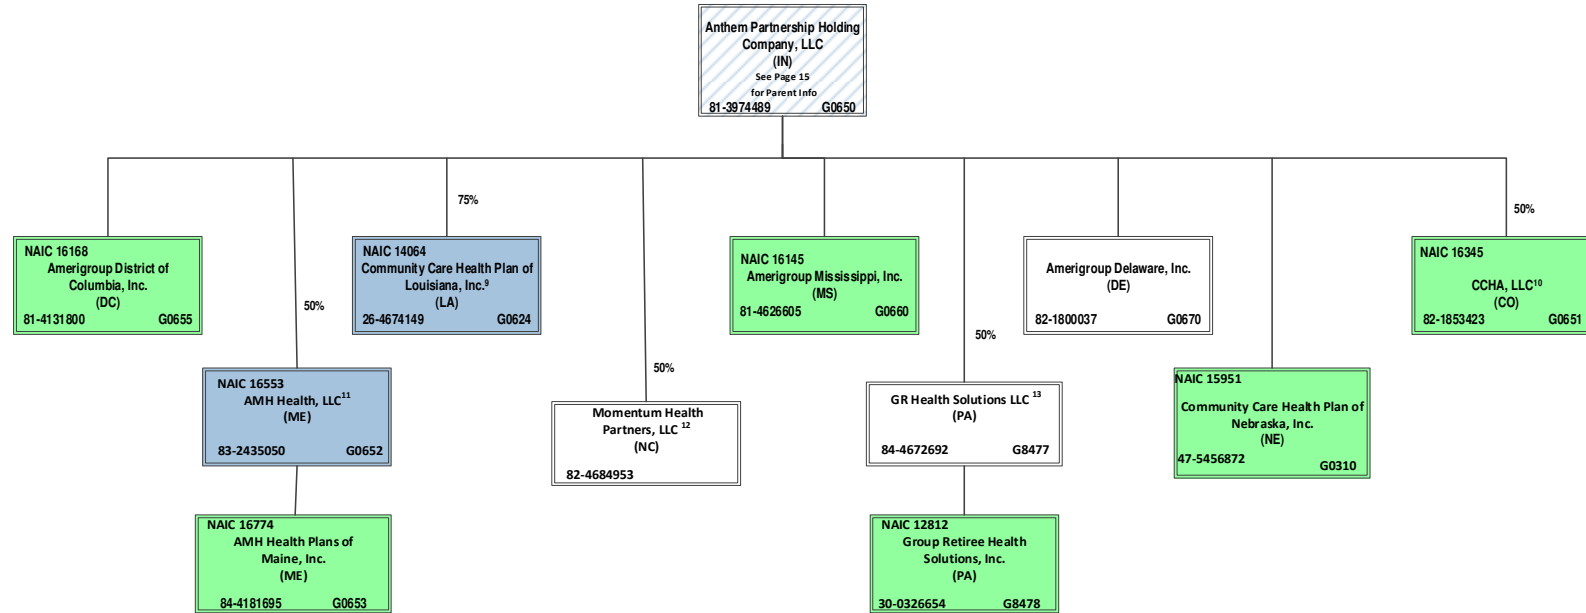 Anthem Partnership Holding
Company, LLC
(IN)
See Page 15
for Parent Info
81-3974489 G0650
75%
50%
NAIC 16168
Amerigroup District of
Columbia, Inc.
(DC)
81-4131800 G0655
NAIC 14064
Community Care Health Plan of
Louisiana, Inc.⁹
(LA)
26-4674149 G0624
NAIC 16145
Amerigroup Mississippi, Inc.
(MS)
81-4626605 G0660
Amerigroup Delaware, Inc.
(DE)
82-1800037 G0670
NAIC 16345
CCHA, LLC¹⁰
(CO)
82-1853423 G0651
50%
50%
50%
NAIC 16553
AMH Health, LLC¹¹
(ME)
83-2435050 G0652
Momentum Health
Partners, LLC ¹²
(NC)
82-4684953
GR Health Solutions LLC ¹³
(PA)
84-4672692 G8477
NAIC 15951
Community Care Health Plan of
Nebraska, Inc.
(NE)
47-5456872 G0310
NAIC 16774
AMH Health Plans of
Maine, Inc.
(ME)
84-4181695 G0653
NAIC 12812
Group Retiree Health
Solutions, Inc.
(PA)
30-0326654 G8478